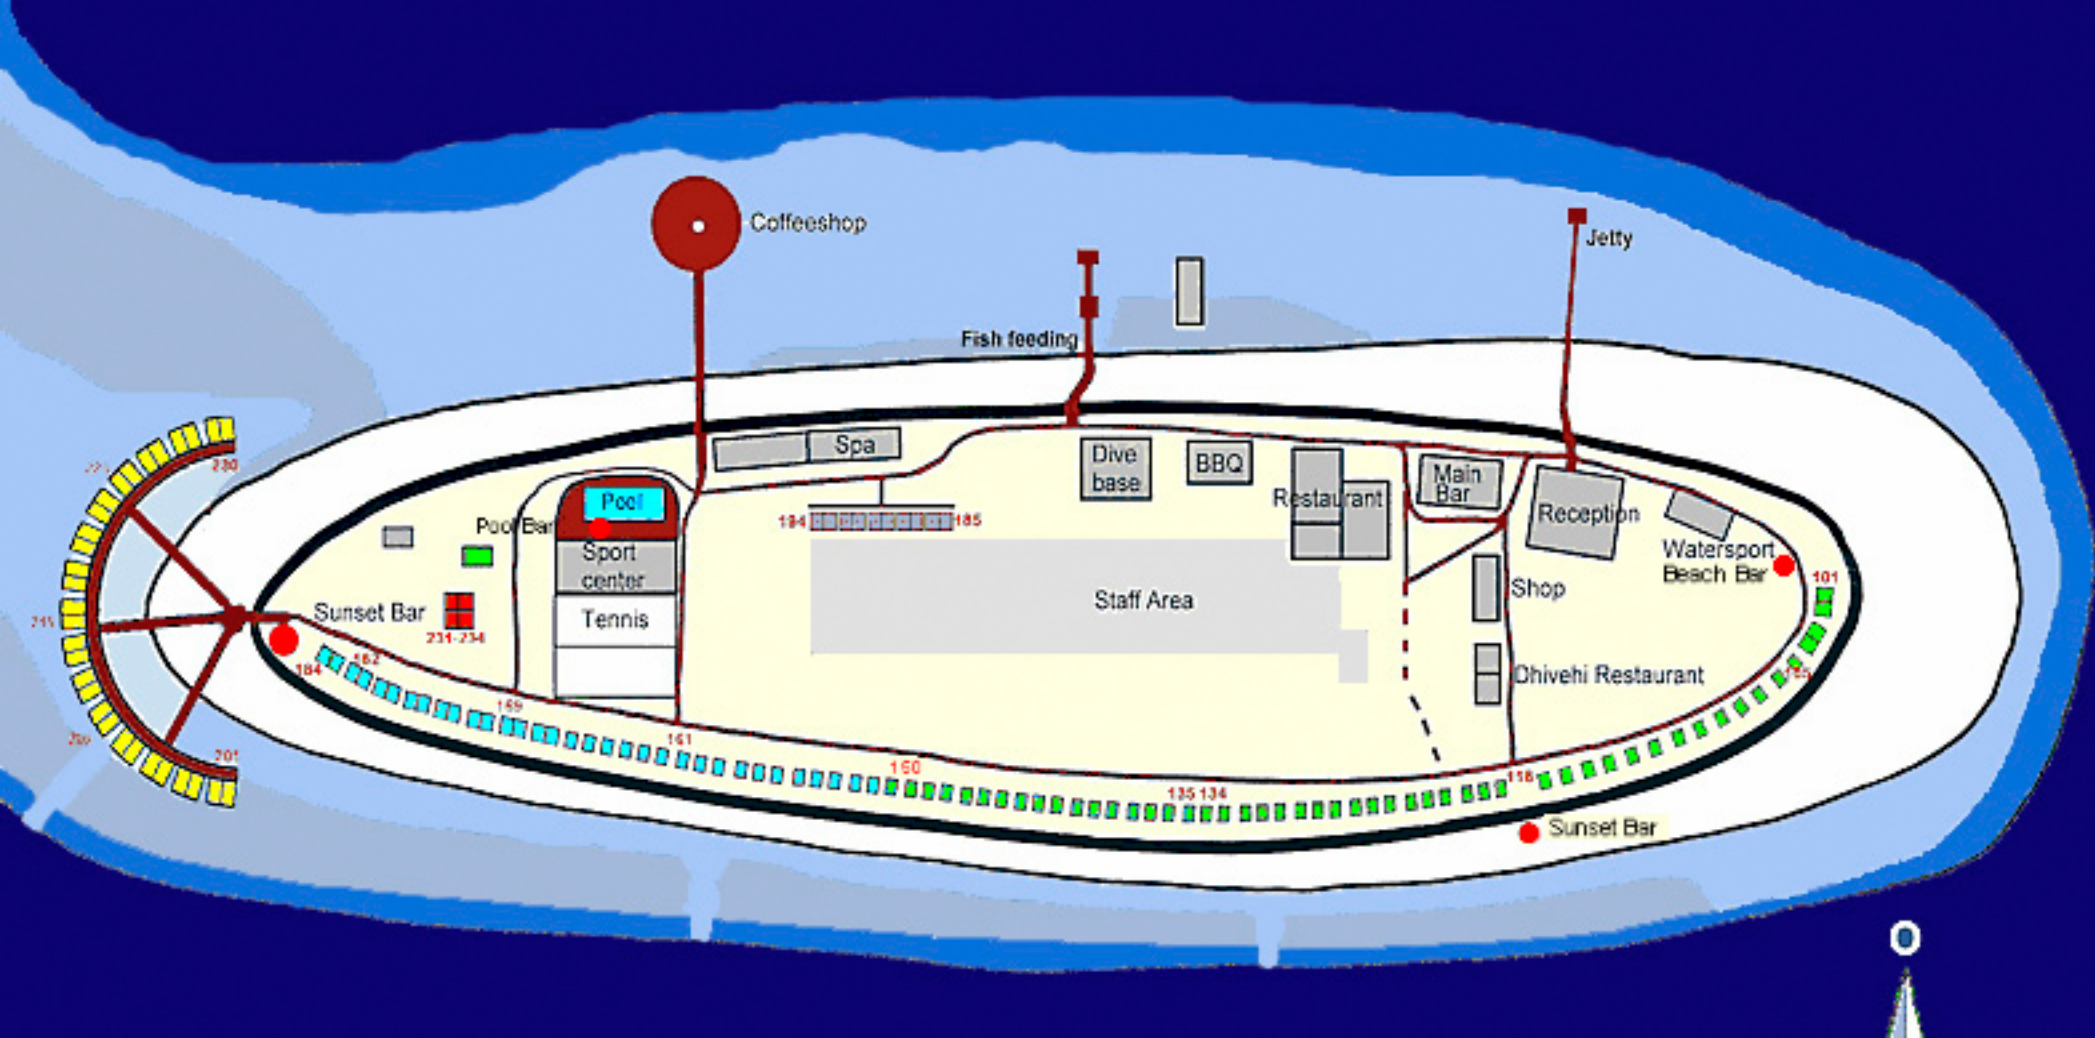 Coffeeshop
Jetty
Fish feeding
Spa
Dive
base
BBQ
Restaurant
Main
Bar
Reception
Pool
Pool Bar
Sport
center
Tennis
194
185
Watersport
Beach Bar
101
Shop
Staff Area
Sunset Bar
231-234
230
215
184
182
Dhivehi Restaurant
169
161
201
150
118
135 134
Sunset Bar
O